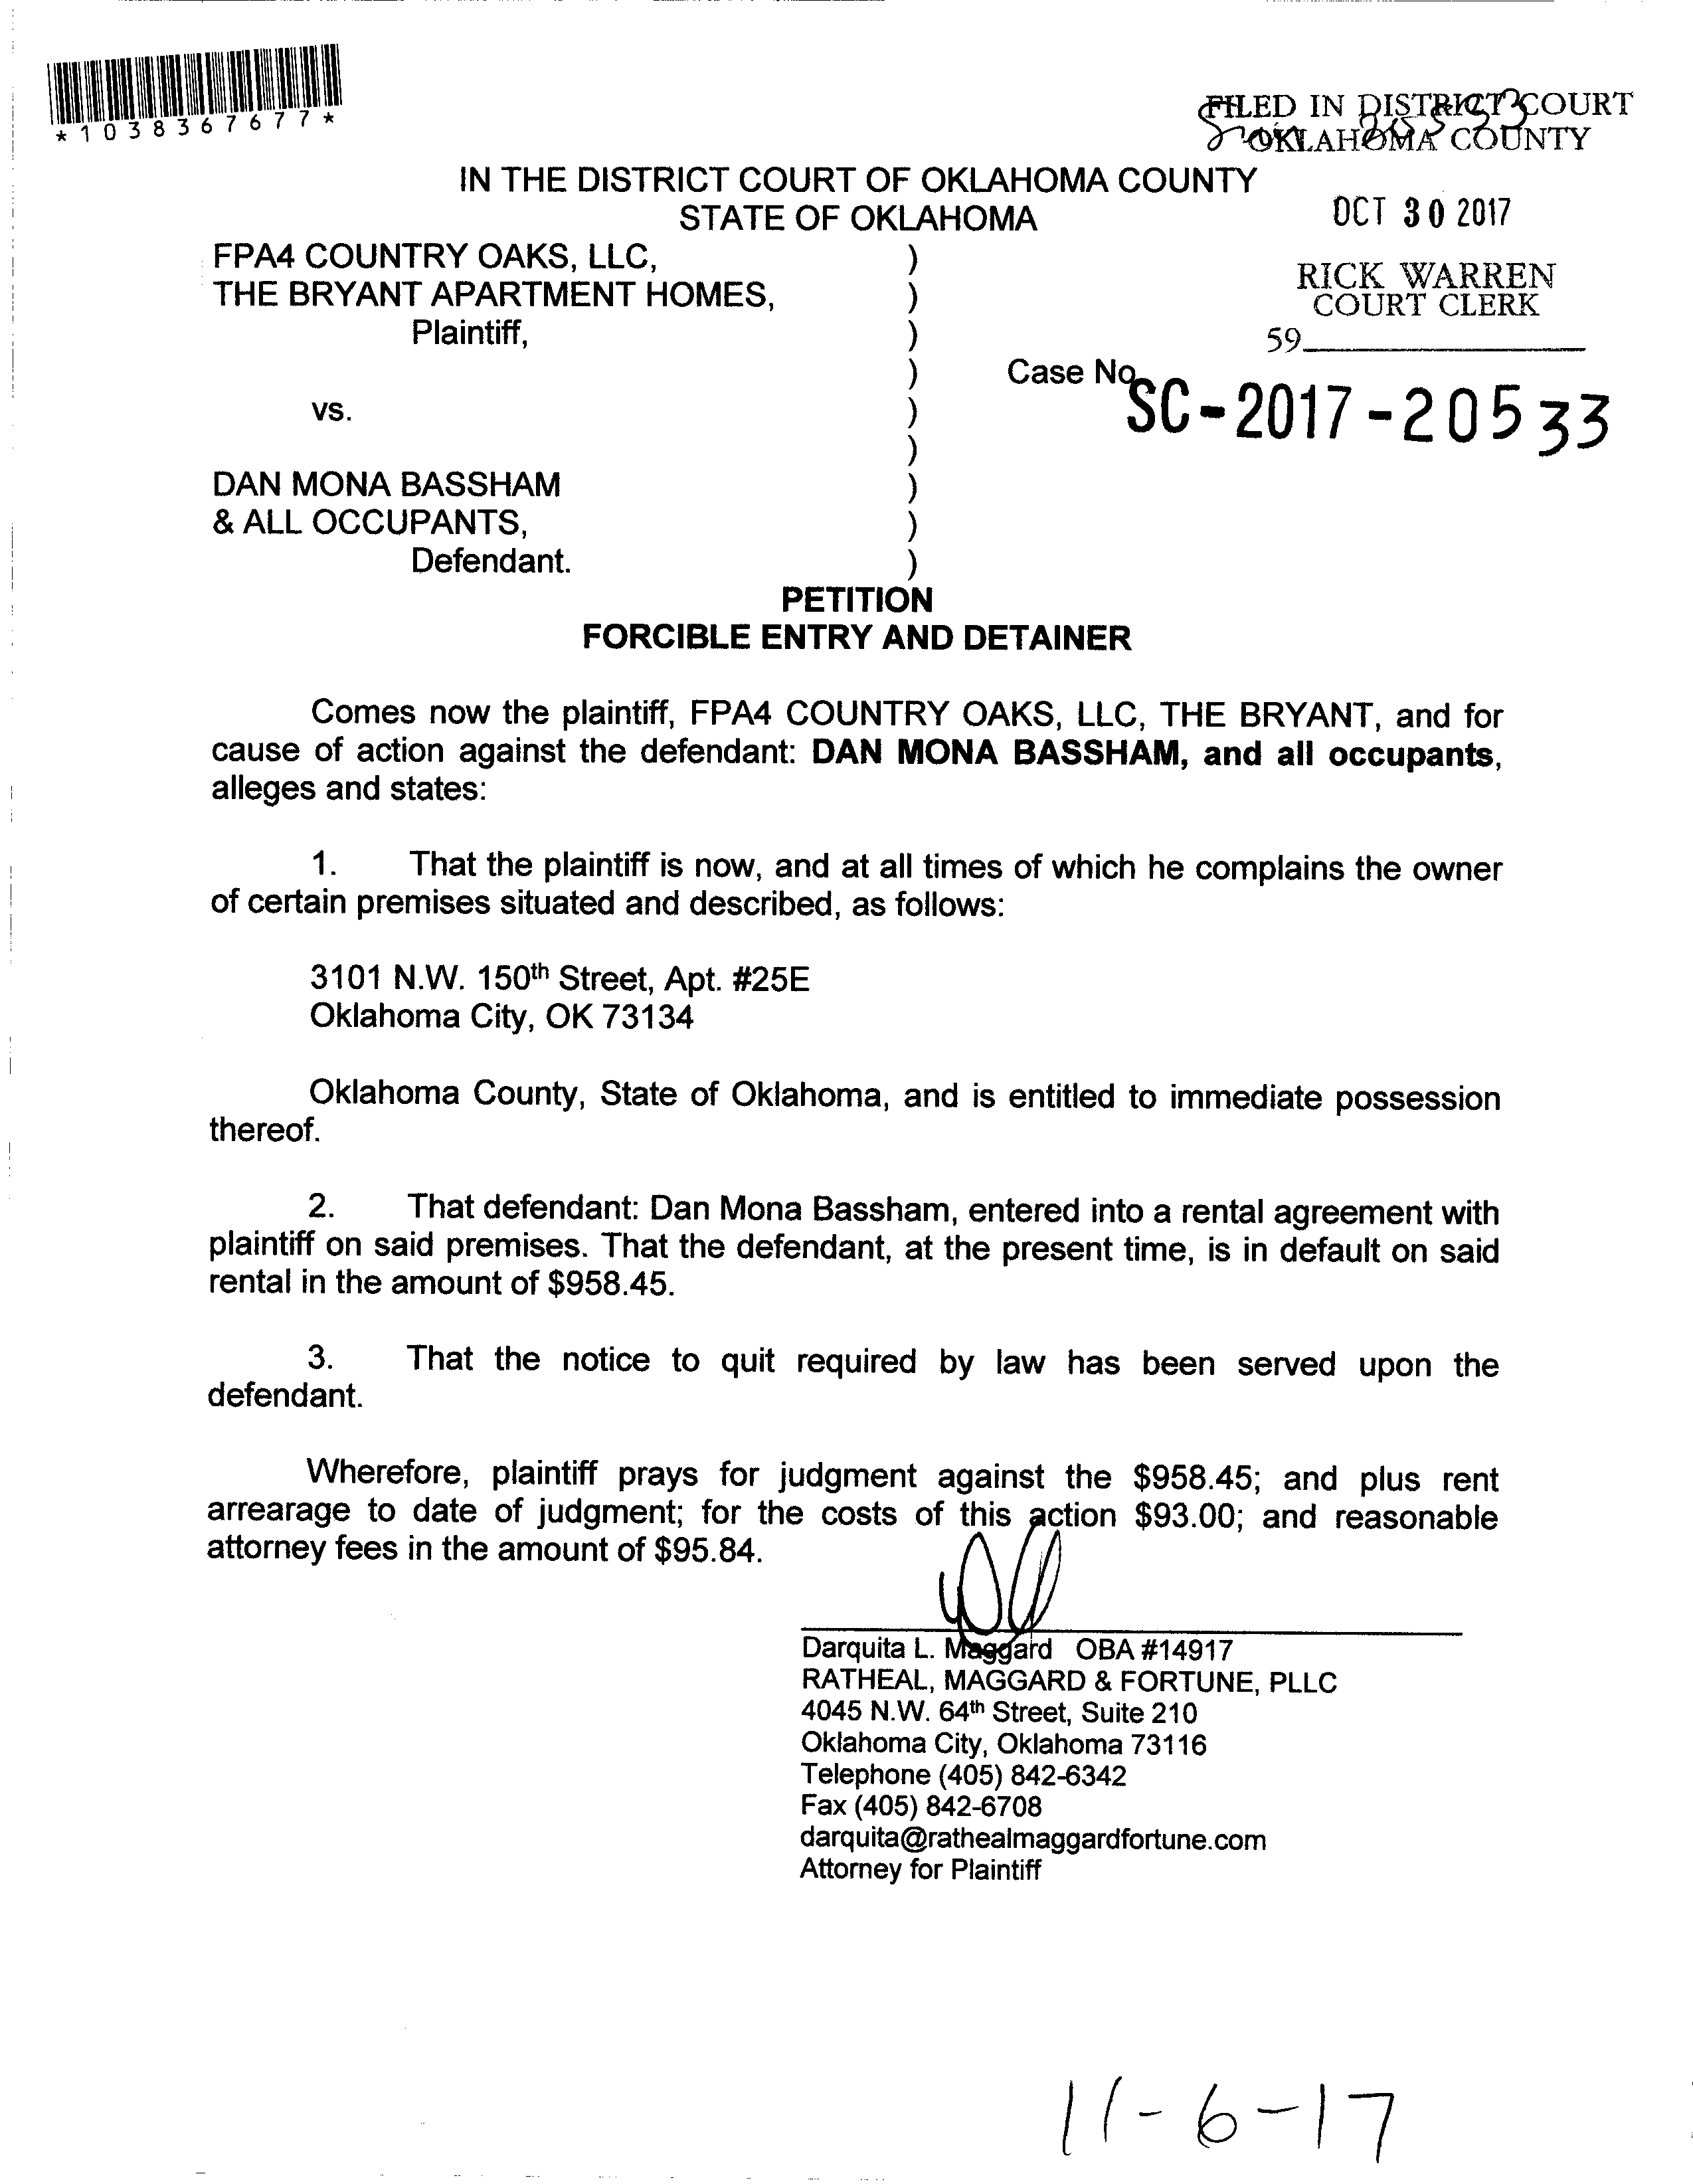 *1038367677*
FILED IN DISTRICT COURT
OKLAHOMA COUNTY
IN THE DISTRICT COURT OF OKLAHOMA COUNTY
STATE OF OKLAHOMA
OCT 30 2017
FPA4 COUNTRY OAKS, LLC, )
THE BRYANT APARTMENT HOMES, )
Plaintiff, )
RICK WARREN
COURT CLERK
59
) Case No.
SC-2017-20533
vs. )
)
DAN MONA BASSHAM )
& ALL OCCUPANTS, )
Defendant. )
PETITION
FORCIBLE ENTRY AND DETAINER
Comes now the plaintiff, FPA4 COUNTRY OAKS, LLC, THE BRYANT, and for
cause of action against the defendant: DAN MONA BASSHAM, and all occupants,
alleges and states:
1. That the plaintiff is now, and at all times of which he complains the owner
of certain premises situated and described, as follows:
3101 N.W. 150th Street, Apt. #25E
Oklahoma City, OK 73134
Oklahoma County, State of Oklahoma, and is entitled to immediate possession
thereof.
2. That defendant: Dan Mona Bassham, entered into a rental agreement with
plaintiff on said premises. That the defendant, at the present time, is in default on said
rental in the amount of $958.45.
3. That the notice to quit required by law has been served upon the
defendant.
Wherefore, plaintiff prays for judgment against the $958.45; and plus rent
arrearage to date of judgment; for the costs of this action $93.00; and reasonable
attorney fees in the amount of $95.84.
Darquita L. Maggard OBA #14917
RATHEAL, MAGGARD & FORTUNE, PLLC
4045 N.W. 64th Street, Suite 210
Oklahoma City, Oklahoma 73116
Telephone (405) 842-6342
Fax (405) 842-6708
darquita@rathealmaggardfortune.com
Attorney for Plaintiff
11-6-17